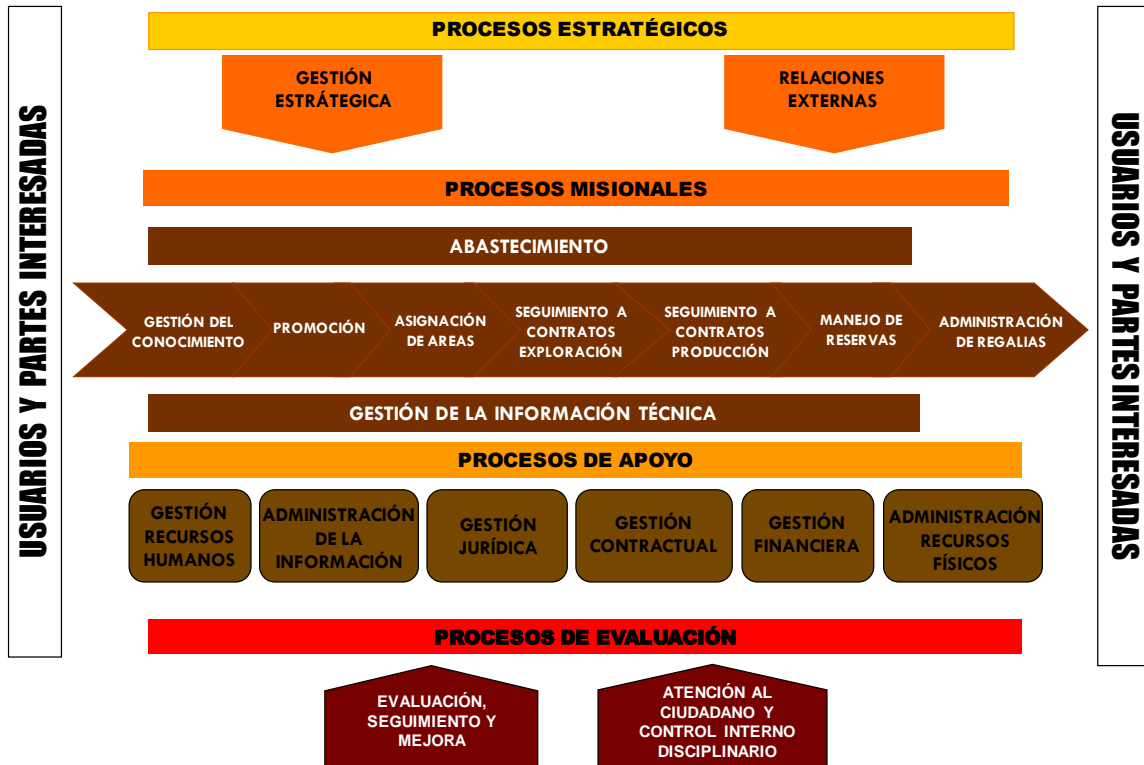 USUARIOS Y PARTES INTERESADAS
PROCESOS ESTRATÉGICOS
GESTIÓN
ESTRÁTEGICA
RELACIONES
EXTERNAS
PROCESOS MISIONALES
ABASTECIMIENTO
GESTIÓN DEL
CONOCIMIENTO
PROMOCIÓN
ASIGNACIÓN
DE AREAS
SEGUIMIENTO A
CONTRATOS
EXPLORACIÓN
SEGUIMIENTO A
CONTRATOS
PRODUCCIÓN
MANEJO DE
RESERVAS
ADMINISTRACIÓN
DE REGALIAS
GESTIÓN DE LA INFORMACIÓN TÉCNICA
PROCESOS DE APOYO
GESTIÓN
RECURSOS
HUMANOS
ADMINISTRACIÓN
DE LA
INFORMACIÓN
GESTIÓN
JURÍDICA
GESTIÓN
CONTRACTUAL
GESTIÓN
FINANCIERA
ADMINISTRACIÓN
RECURSOS
FÍSICOS
PROCESOS DE EVALUACIÓN
EVALUACIÓN,
SEGUIMIENTO Y
MEJORA
ATENCIÓN AL
CIUDADANO Y
CONTROL INTERNO
DISCIPLINARIO
USUARIOS Y PARTES INTERESADAS